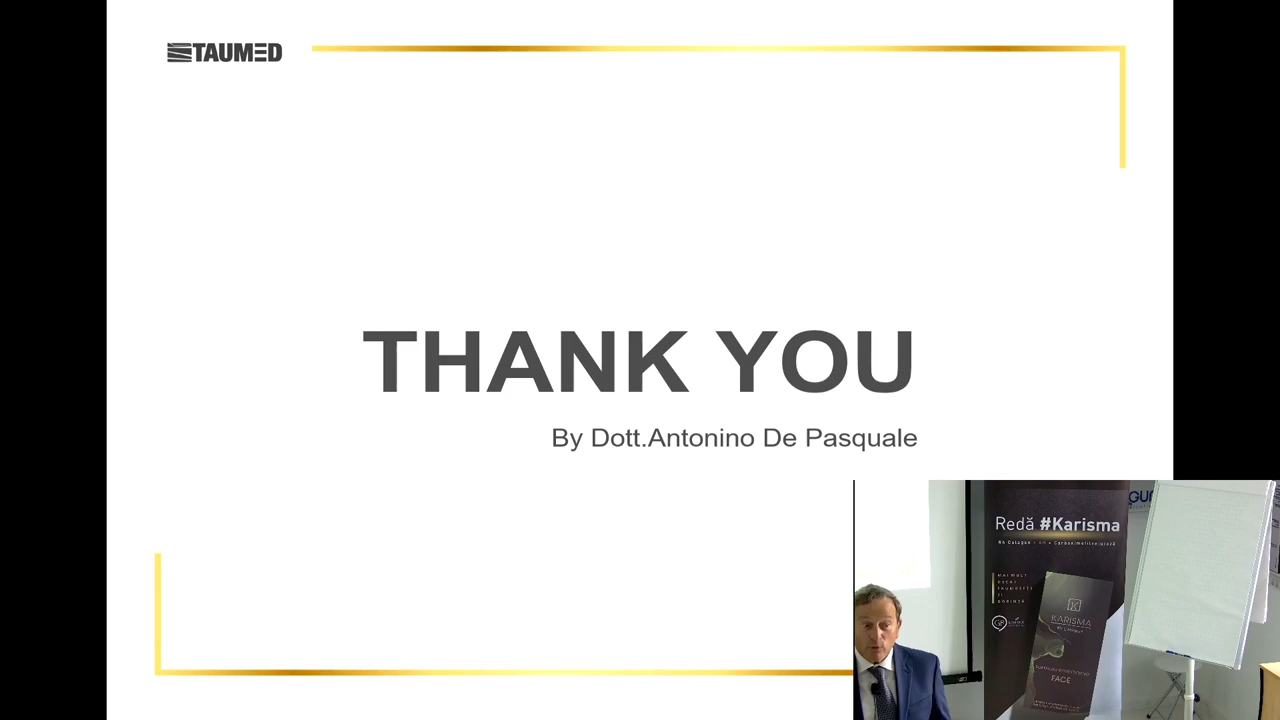 TAUMED
THANK YOU
By Dott.Antonino De Pasquale
Redă #Karisma
KARISMA
FACE